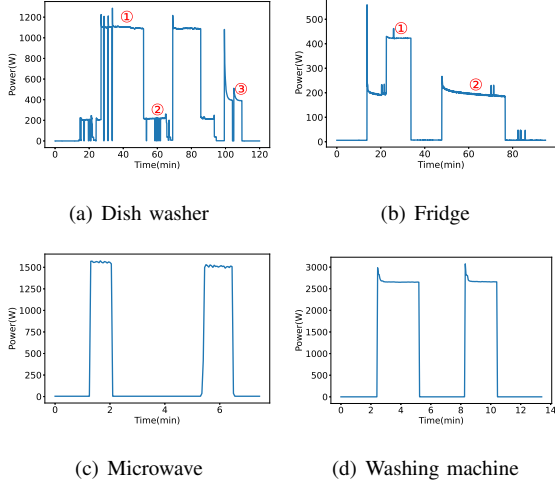 1200
1000
800
600
400
200
0
Power(W)
①
②
③
0 20 40 60 80 100 120
Time(min)
(a) Dish washer
400
200
0
Power(W)
①
②
0 20 40 60 80
Time(min)
(b) Fridge
1500
1250
1000
750
500
250
0
Power(W)
0 2 4 6
Time(min)
(c) Microwave
3000
2500
2000
1500
1000
500
0
Power(W)
0 2 4 6 8 10 12 14
Time(min)
(d) Washing machine